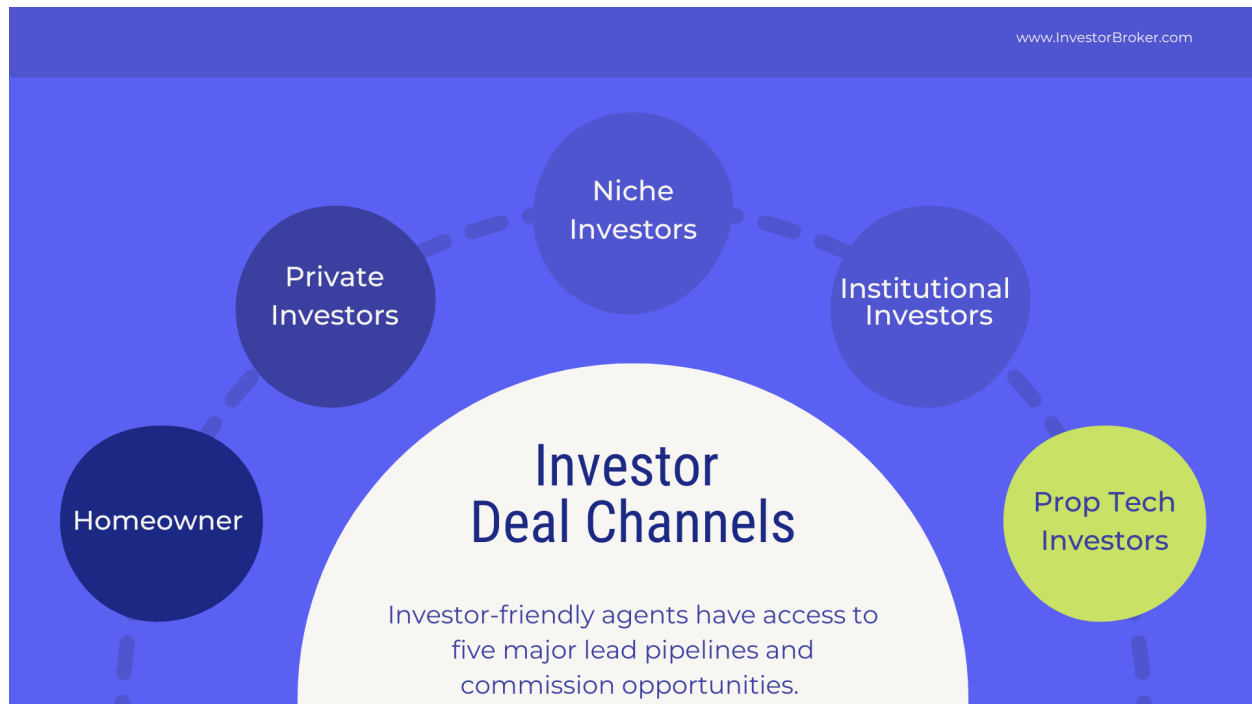 www.InvestorBroker.com
Niche
Investors
Private
Investors
Institutional
Investors
Homeowner
Prop Tech
Investors
Investor
Deal Channels
Investor-friendly agents have access to
five major lead pipelines and
commission opportunities.